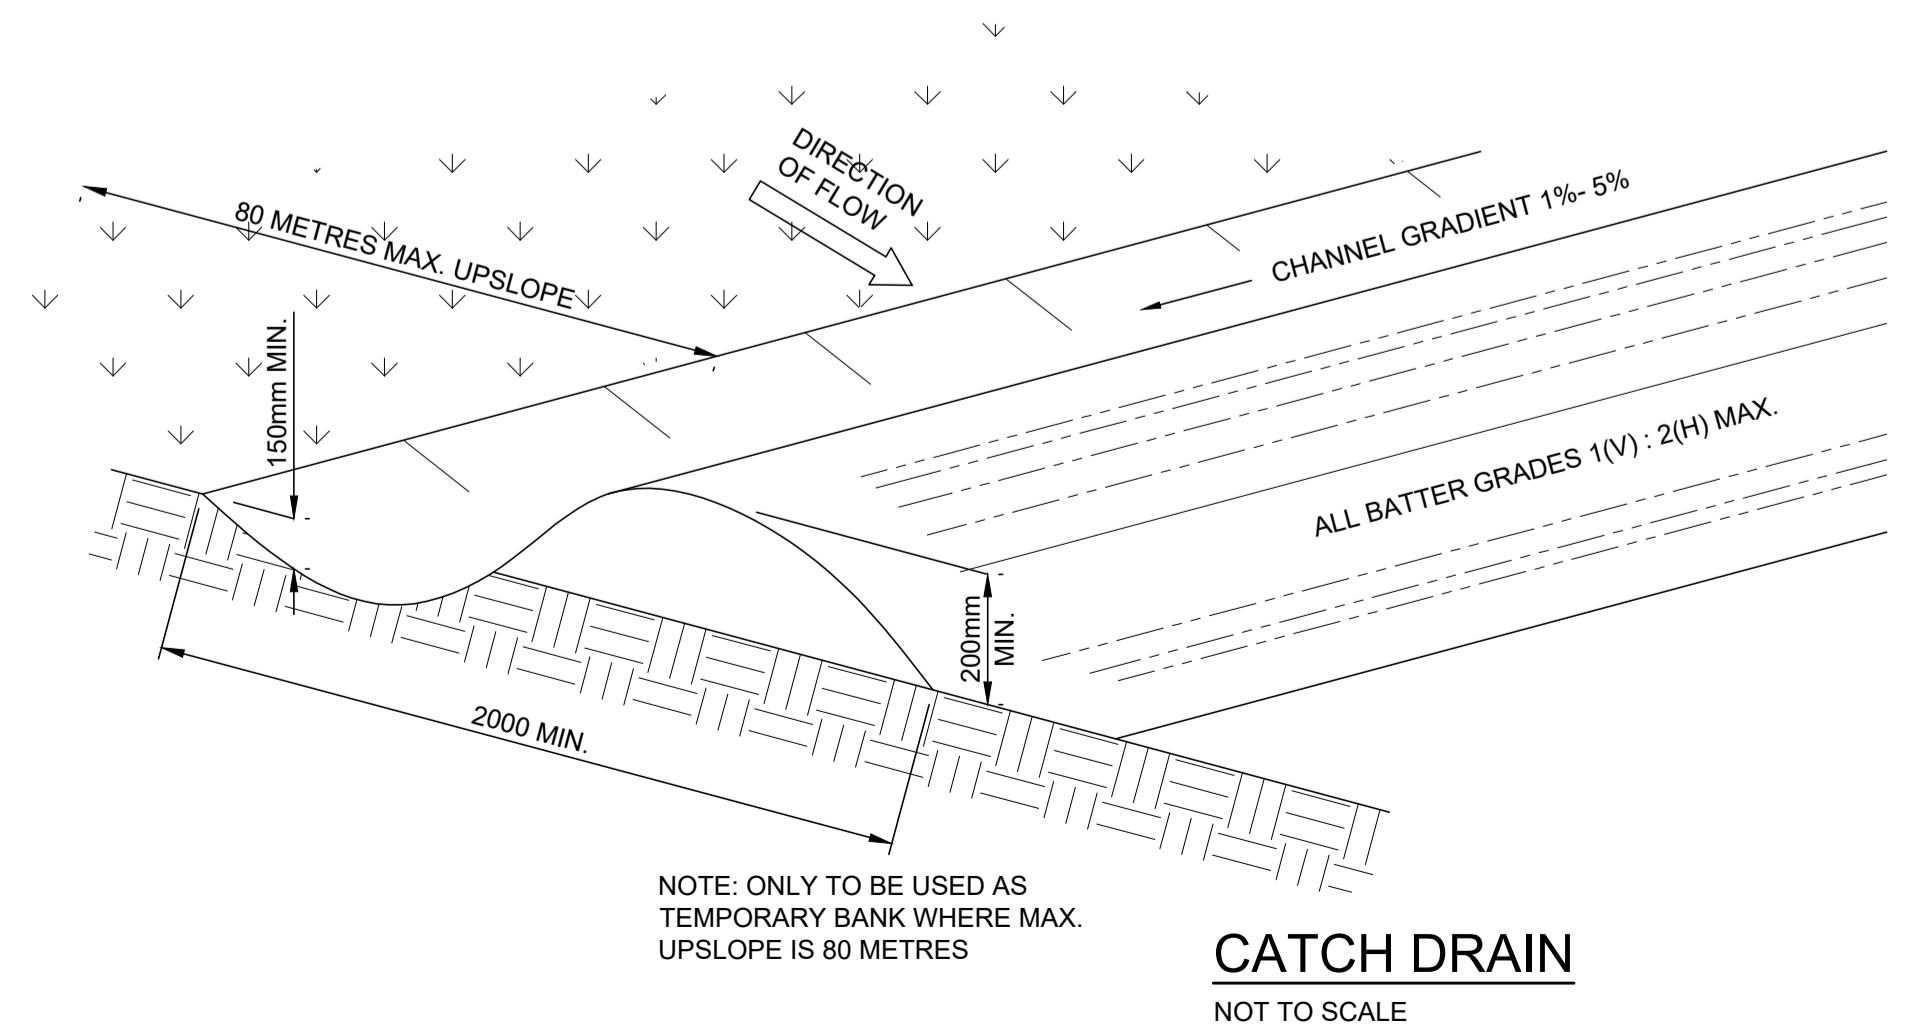 DIRECTION
OF FLOW
80 METRES MAX. UPSLOPE
CHANNEL GRADIENT 1%- 5%
150mm MIN.
ALL BATTER GRADES 1(V) : 2(H) MAX.
200mm
MIN.
2000 MIN.
NOTE: ONLY TO BE USED AS
TEMPORARY BANK WHERE MAX.
UPSLOPE IS 80 METRES
CATCH DRAIN
NOT TO SCALE